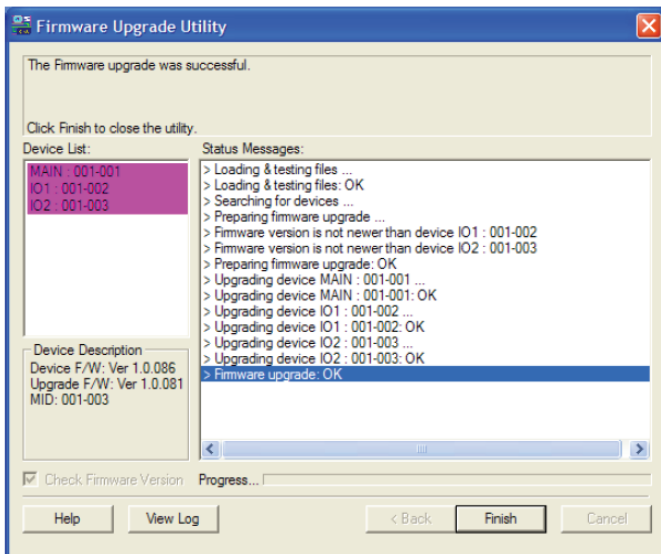 Firmware Upgrade Utility
The Firmware upgrade was successful.
Click Finish to close the utility.
Device List:
MAIN : 001-001
IO1 : 001-002
IO2 : 001-003
Status Messages:
> Loading & testing files ...
> Loading & testing files: OK
> Searching for devices ...
> Preparing firmware upgrade ...
> Firmware version is not newer than device IO1 : 001-002
> Firmware version is not newer than device IO2 : 001-003
> Preparing firmware upgrade: OK
> Upgrading device MAIN : 001-001 ...
> Upgrading device MAIN : 001-001: OK
> Upgrading device IO1 : 001-002 ...
> Upgrading device IO1 : 001-002: OK
> Upgrading device IO2 : 001-003 ...
> Upgrading device IO2 : 001-003: OK
> Firmware upgrade: OK
Device Description
Device F/W: Ver 1.0.086
Upgrade F/W: Ver 1.0.081
MID: 001-003
Check Firmware Version
Progress...
Help
View Log
< Back
Finish
Cancel